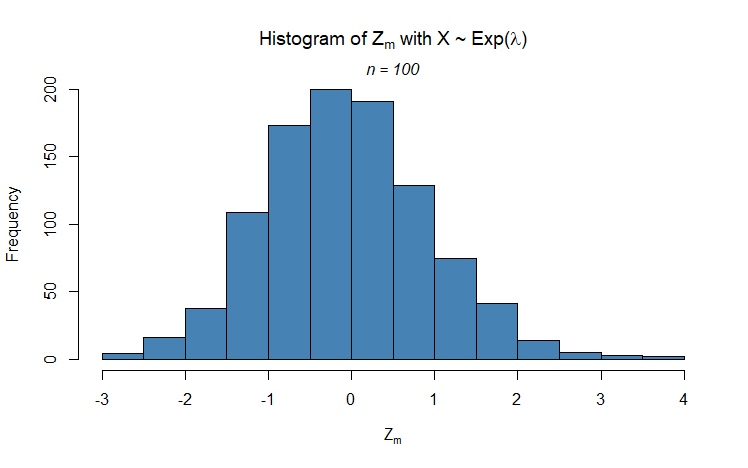 Histogram of Zm with X ~ Exp(λ)
n = 100
200
150
100
50
0
Frequency
-3 -2 -1 0 1 2 3 4
Zm